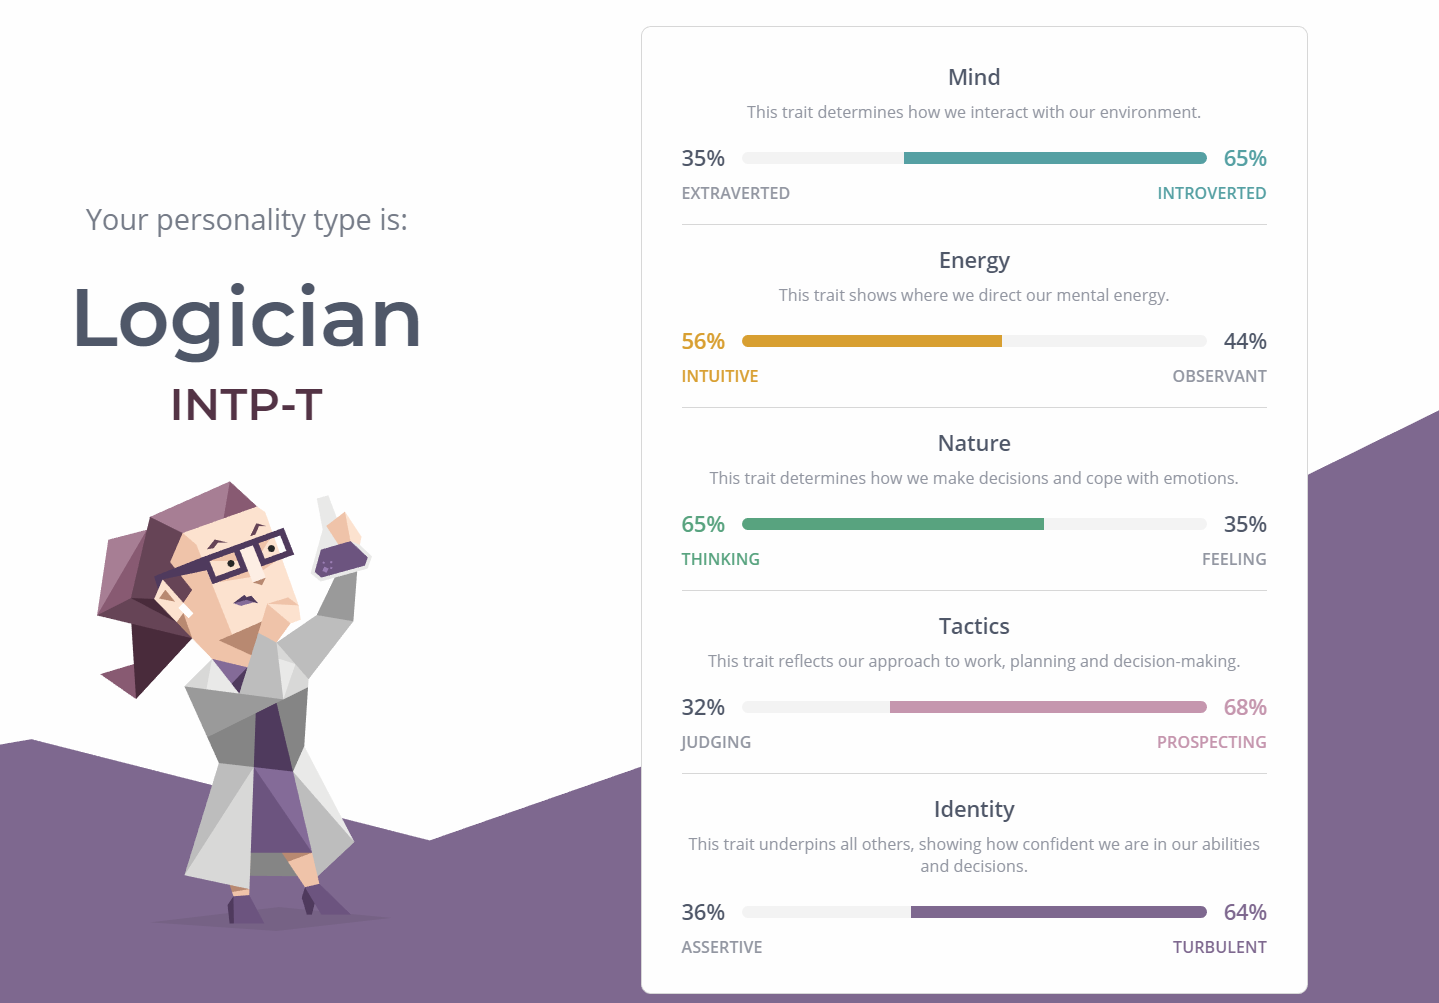 Your personality type is:
Logician
INTP-T
Mind
This trait determines how we interact with our environment.
35% 65%
EXTRAVERTED INTROVERTED
Energy
This trait shows where we direct our mental energy.
56% 44%
INTUITIVE OBSERVANT
Nature
This trait determines how we make decisions and cope with emotions.
65% 35%
THINKING FEELING
Tactics
This trait reflects our approach to work, planning and decision-making.
32% 68%
JUDGING PROSPECTING
Identity
This trait underpins all others, showing how confident we are in our abilities
and decisions.
36% 64%
ASSERTIVE TURBULENT